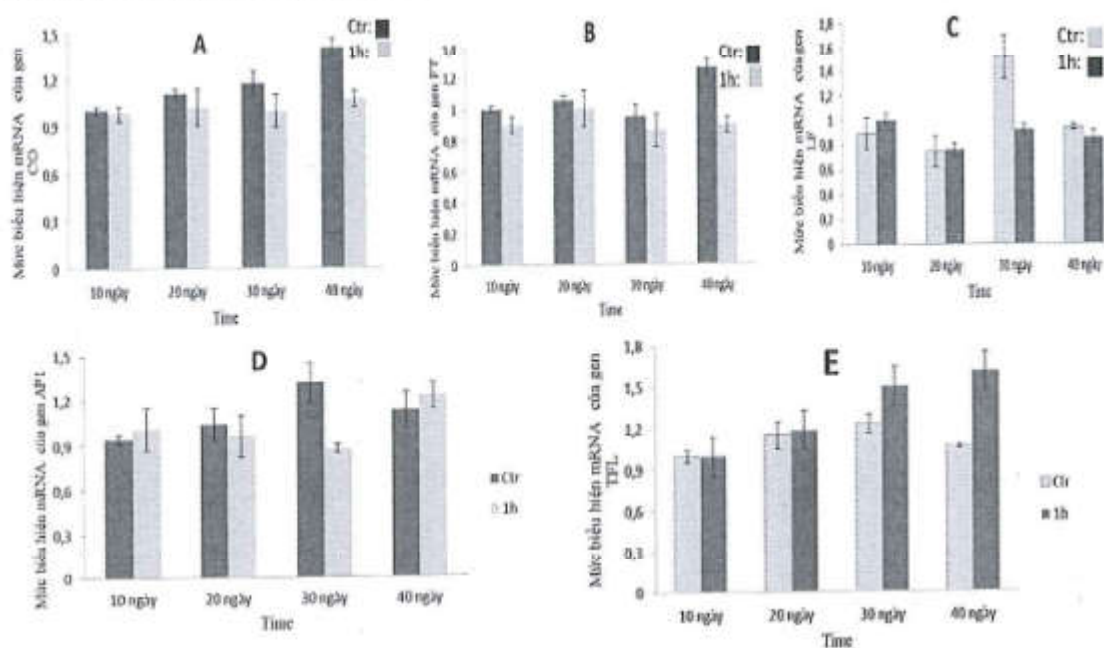 A
Ctr:
1h:
Mức biểu hiện mRNA của gen
CO
1,5
1,2
0,9
0,6
0,3
0
10 ngày
20 ngày
30 ngày
40 ngày
Time
B
Ctr:
1h:
Mức biểu hiện mRNA của gen FT
1,4
1,2
1
0,8
0,6
0,4
0,2
0
10 ngày
20 ngày
30 ngày
40 ngày
Time
C
Ctr:
1h:
Mức biểu hiện mRNA của gen
LF
1,8
1,6
1,4
1,2
1
0,8
0,6
0,4
0,2
0
10 ngày
20 ngày
30 ngày
40 ngày
Time
D
Mức biểu hiện mRNA của gen AP1
1,5
1,2
0,9
0,6
0,3
0
10 ngày
20 ngày
30 ngày
40 ngày
Time
Ctr
1h
E
Mức biểu hiện mRNA của gen
TFL
1,8
1,5
1,2
0,9
0,6
0,3
0
10 ngày
20 ngày
30 ngày
40 ngày
Time
Ctr
1h